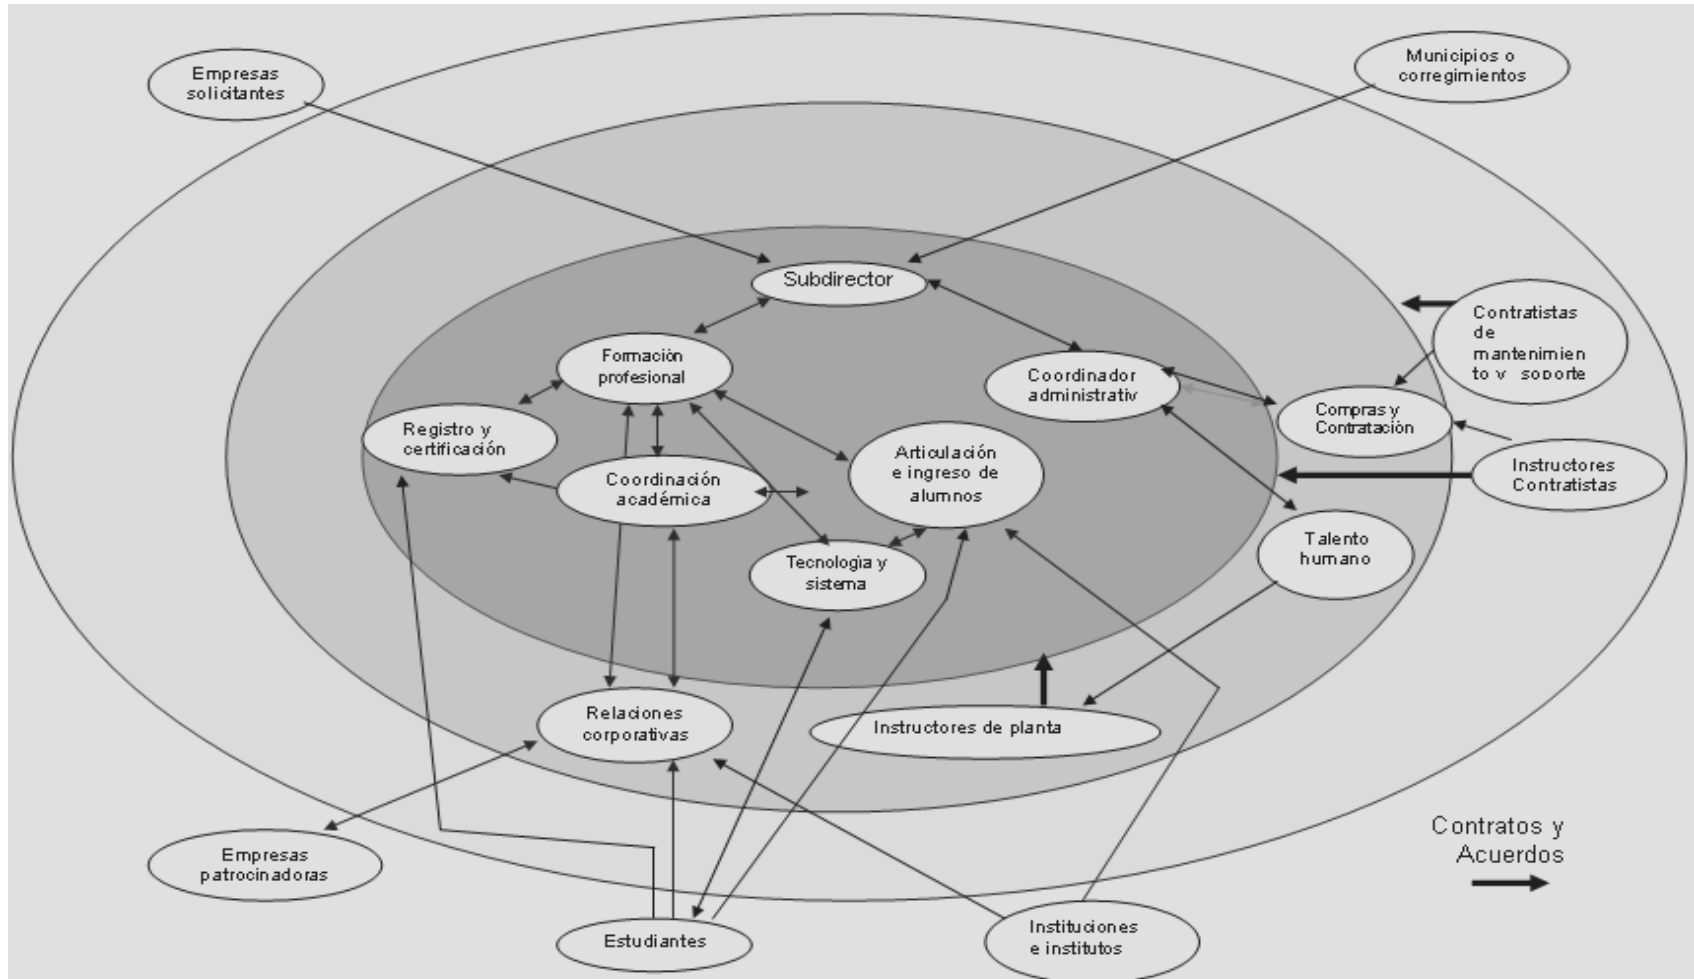 Empresas
solicitantes
Municipios o
corregimientos
Subdirector
Contratistas
de
mantenimien
to y soporte
Formación
profesional
Coordinador
administrativ
Compras y
Contratación
Registro y
certificación
Articulación
e ingreso de
alumnos
Instructores
Contratistas
Coordinación
académica
Talento
humano
Tecnología y
sistema
Relaciones
corporativas
Instructores de planta
Contratos y
Acuerdos
Empresas
patrocinadoras
Estudiantes
Instituciones
e institutos